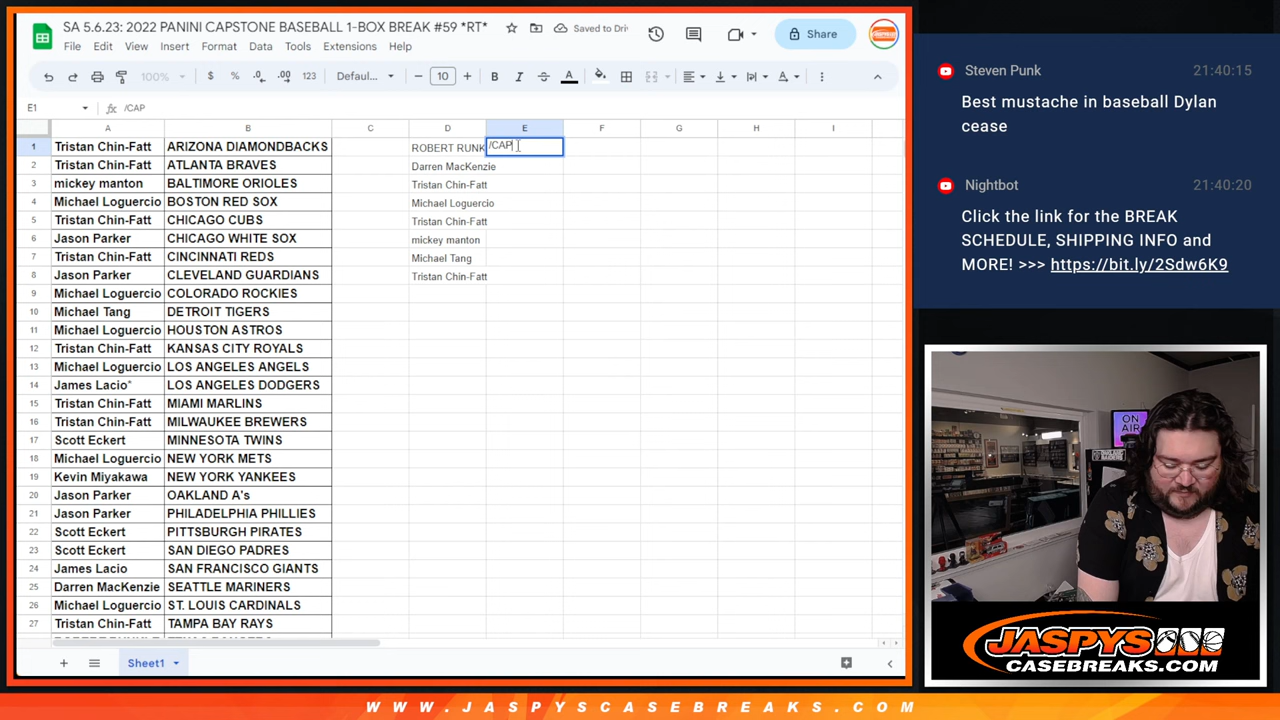 SA 5.6.23: 2022 PANINI CAPSTONE BASEBALL 1-BOX BREAK #59 *RT*
Saved to Driv
File Edit View Insert Format Data Tools Extensions Help
Share
100% $ % .0 .00 123 Defaul... 10 B I A
E1 /CAP
A B C D E F G H I
1 Tristan Chin-Fatt ARIZONA DIAMONDBACKS ROBERT RUNK /CAP
2 Tristan Chin-Fatt ATLANTA BRAVES Darren MacKenzie
3 mickey manton BALTIMORE ORIOLES Tristan Chin-Fatt
4 Michael Loguercio BOSTON RED SOX Michael Loguercio
5 Tristan Chin-Fatt CHICAGO CUBS Tristan Chin-Fatt
6 Jason Parker CHICAGO WHITE SOX mickey manton
7 Tristan Chin-Fatt CINCINNATI REDS Michael Tang
8 Jason Parker CLEVELAND GUARDIANS Tristan Chin-Fatt
9 Michael Loguercio COLORADO ROCKIES
10 Michael Tang DETROIT TIGERS
11 Michael Loguercio HOUSTON ASTROS
12 Tristan Chin-Fatt KANSAS CITY ROYALS
13 Michael Loguercio LOS ANGELES ANGELS
14 James Lacio* LOS ANGELES DODGERS
15 Tristan Chin-Fatt MIAMI MARLINS
16 Tristan Chin-Fatt MILWAUKEE BREWERS
17 Scott Eckert MINNESOTA TWINS
18 Michael Loguercio NEW YORK METS
19 Kevin Miyakawa NEW YORK YANKEES
20 Jason Parker OAKLAND A's
21 Jason Parker PHILADELPHIA PHILLIES
22 Scott Eckert PITTSBURGH PIRATES
23 Scott Eckert SAN DIEGO PADRES
24 James Lacio SAN FRANCISCO GIANTS
25 Darren MacKenzie SEATTLE MARINERS
26 Michael Loguercio ST. LOUIS CARDINALS
27 Tristan Chin-Fatt TAMPA BAY RAYS
Sheet1
Steven Punk 21:40:15
Best mustache in baseball Dylan
cease
Nightbot 21:40:20
Click the link for the BREAK
SCHEDULE, SHIPPING INFO and
MORE! >>> https://bit.ly/2Sdw6K9
ON
AIR
JASPYS
CASEBREAKS.COM
WWW.JASPYSCASEBREAKS.COM